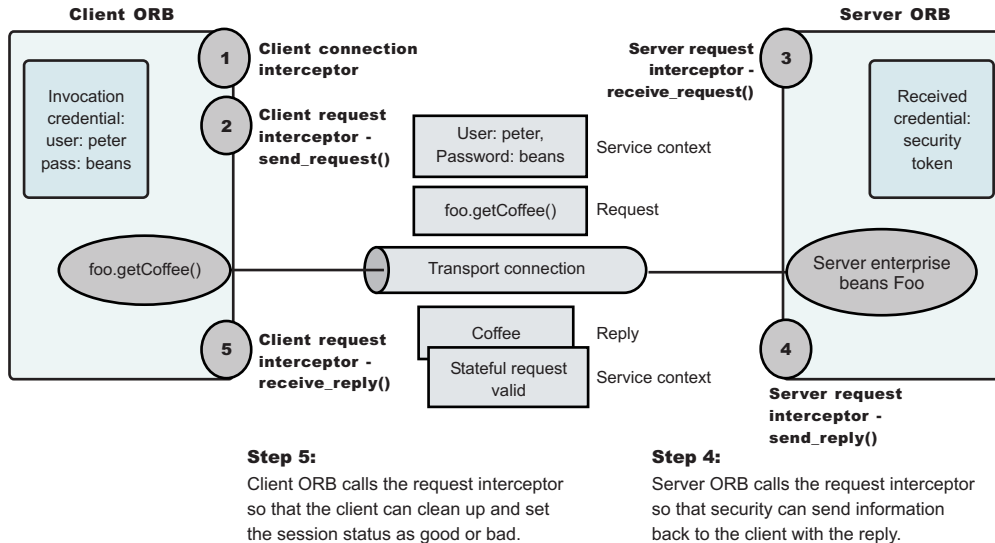 Client ORB
Server ORB
1
Client connection
interceptor
Invocation
credential:
user: peter
pass: beans
2
Client request
interceptor -
send_request()
User: peter,
Password: beans
Service context
foo.getCoffee()
Request
Server request
interceptor -
receive_request()
3
Received
credential:
security
token
foo.getCoffee()
Transport connection
Server enterprise
beans Foo
5
Client request
interceptor -
receive_reply()
Coffee
Reply
Stateful request
valid
Service context
4
Server request
interceptor -
send_reply()
Step 5:
Client ORB calls the request interceptor
so that the client can clean up and set
the session status as good or bad.
Step 4:
Server ORB calls the request interceptor
so that security can send information
back to the client with the reply.